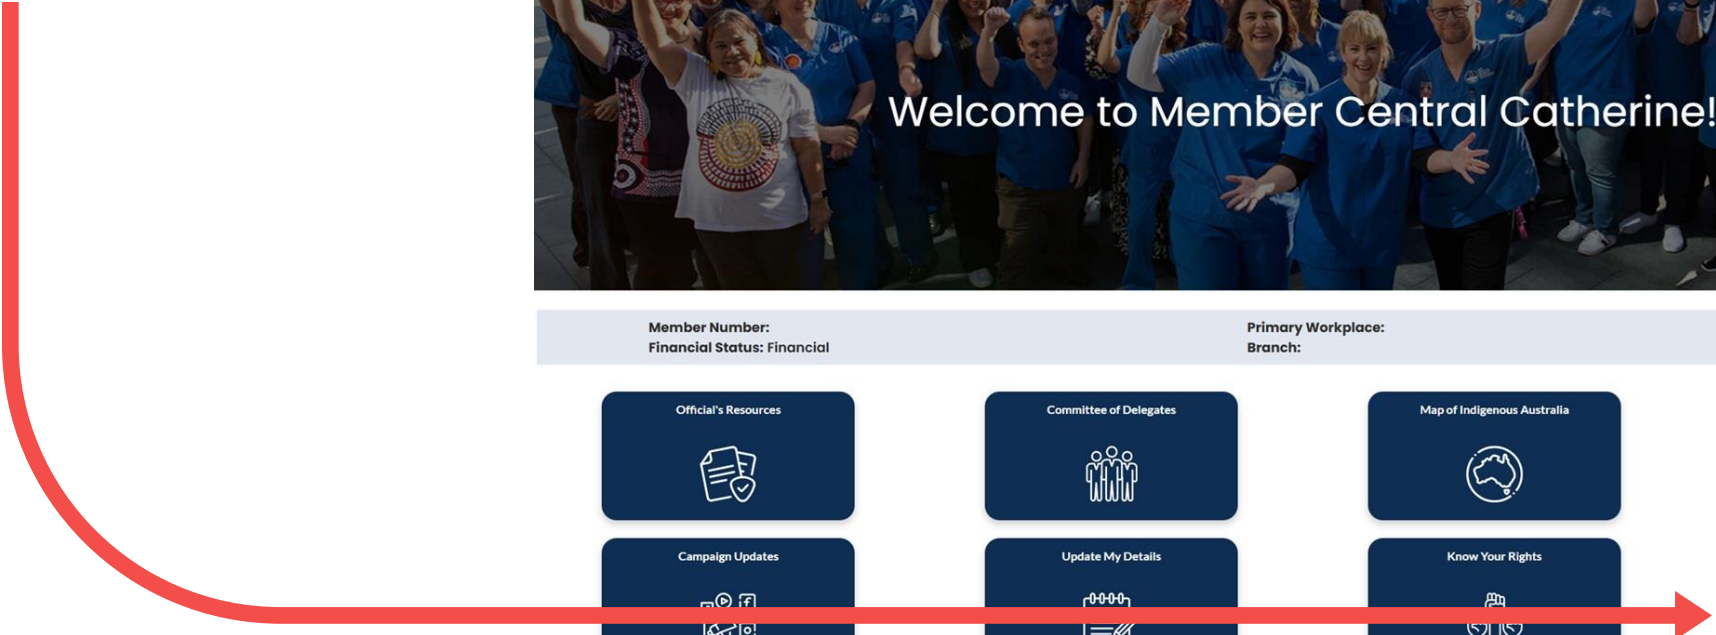 Welcome to Member Central Catherine!
Member Number:
Financial Status: Financial
Primary Workplace:
Branch:
Official's Resources
Committee of Delegates
Map of Indigenous Australia
Campaign Updates
Update My Details
Know Your Rights